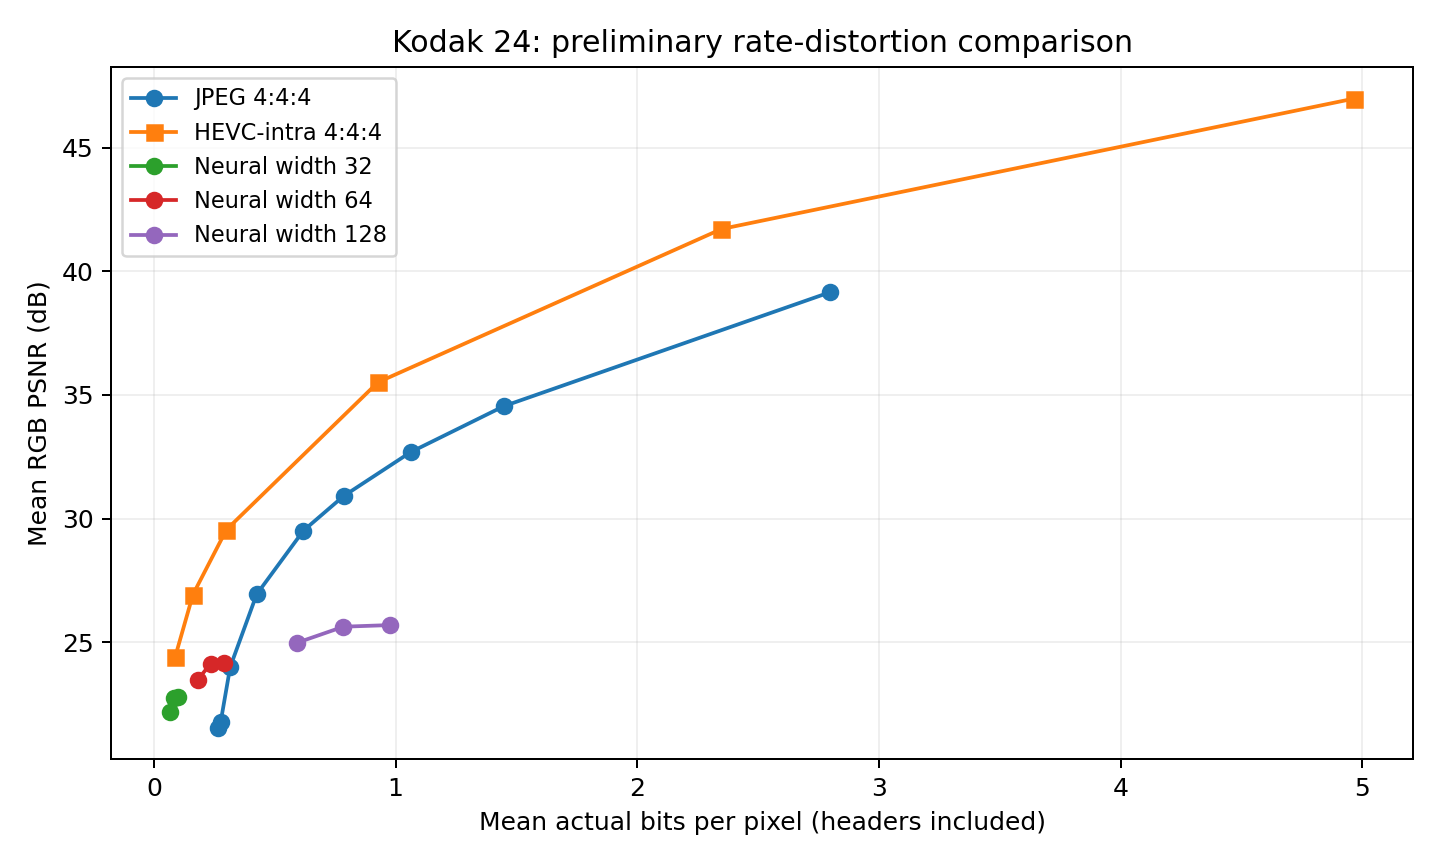 Kodak 24: preliminary rate-distortion comparison
JPEG 4:4:4
HEVC-intra 4:4:4
Neural width 32
Neural width 64
Neural width 128
Mean RGB PSNR (dB)
45
40
35
30
25
0 1 2 3 4 5
Mean actual bits per pixel (headers included)